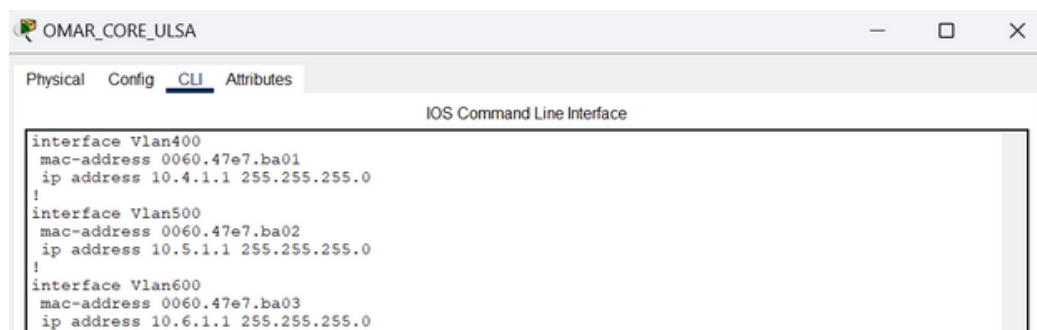 OMAR_CORE_ULSA
Physical Config CLI Attributes
IOS Command Line Interface
interface Vlan400
mac-address 0060.47e7.ba01
ip address 10.4.1.1 255.255.255.0
!
interface Vlan500
mac-address 0060.47e7.ba02
ip address 10.5.1.1 255.255.255.0
!
interface Vlan600
mac-address 0060.47e7.ba03
ip address 10.6.1.1 255.255.255.0